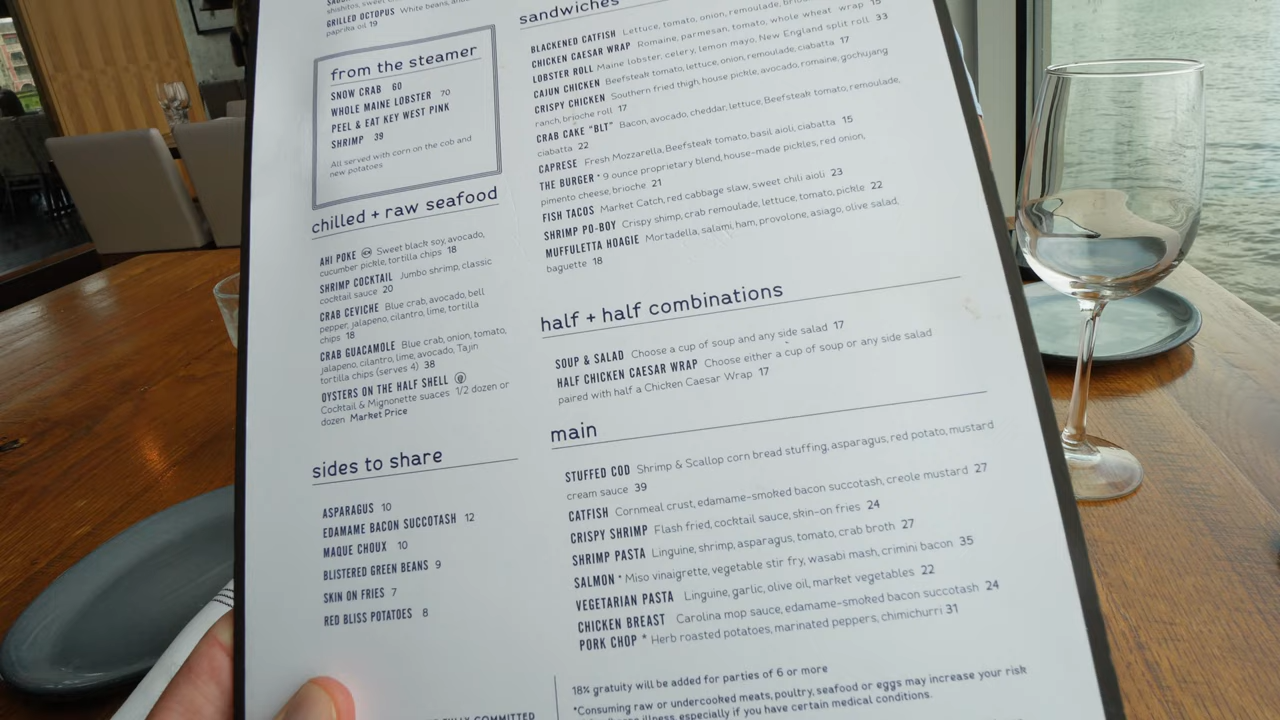 shishitos, sweet
GRILLED OCTOPUS White beans,
paprika oil 19
from the steamer
SNOW CRAB 60
WHOLE MAINE LOBSTER 70
PEEL & EAT KEY WEST PINK
SHRIMP 39
All served with corn on the cob and
new potatoes
chilled + raw seafood
AHI POKE Sweet black soy, avocado,
cucumber pickle, tortilla chips 18
SHRIMP COCKTAIL Jumbo shrimp, classic
cocktail sauce 20
CRAB CEVICHE Blue crab, avocado, bell
pepper, jalapeno, cilantro, lime, tortilla
chips 18
CRAB GUACAMOLE Blue crab, onion, tomato,
jalapeno, cilantro, lime, avocado, Tajin
tortilla chips (serves 4) 38
OYSTERS ON THE HALF SHELL
Cocktail & Mignonette suaces 1/2 dozen or
dozen Market Price
sides to share
ASPARAGUS 10
EDAMAME BACON SUCCOTASH 12
MAQUE CHOUX 10
BLISTERED GREEN BEANS 9
SKIN ON FRIES 7
RED BLISS POTATOES 8
FULLY COMMITTED
sandwiches
BLACKENED CATFISH Lettuce, tomato, onion, remoulade,
CHICKEN CAESAR WRAP Romaine, parmesan, tomato, whole wheat wrap 15
LOBSTER ROLL Maine lobster, celery, lemon mayo, New England split roll 33
CAJUN CHICKEN Beefsteak tomato, lettuce, onion, remoulade, ciabatta 17
CRISPY CHICKEN Southern fried thigh, house pickle, avocado, romaine, gochujang
ranch, brioche roll 17
CRAB CAKE "BLT" Bacon, avocado, cheddar, lettuce, Beefsteak tomato, remoulade,
ciabatta 22
CAPRESE Fresh Mozzarella, Beefsteak tomato, basil aioli, ciabatta 15
THE BURGER * 9 ounce proprietary blend, house-made pickles, red onion,
pimento cheese, brioche 21
FISH TACOS Market Catch, red cabbage slaw, sweet chili aioli 23
SHRIMP PO-BOY Crispy shrimp, crab remoulade, lettuce, tomato, pickle 22
MUFFULETTA HOAGIE Mortadella, salami, ham, provolone, asiago, olive salad,
baguette 18
half + half combinations
SOUP & SALAD Choose a cup of soup and any side salad 17
HALF CHICKEN CAESAR WRAP Choose either a cup of soup or any side salad
paired with half a Chicken Caesar Wrap 17
main
STUFFED COD Shrimp & Scallop corn bread stuffing, asparagus, red potato, mustard
cream sauce 39
CATFISH Cornmeal crust, edamame-smoked bacon succotash, creole mustard 27
CRISPY SHRIMP Flash fried, cocktail sauce, skin-on fries 24
SHRIMP PASTA Linguine, shrimp, asparagus, tomato, crab broth 27
SALMON * Miso vinaigrette, vegetable stir fry, wasabi mash, crimini bacon 35
VEGETARIAN PASTA Linguine, garlic, olive oil, market vegetables 22
CHICKEN BREAST Carolina mop sauce, edamame-smoked bacon succotash 24
PORK CHOP * Herb roasted potatoes, marinated peppers, chimichurri 31
18% gratuity will be added for parties of 6 or more
*Consuming raw or undercooked meats, poultry, seafood or eggs may increase your risk
illness, especially if you have certain medical conditions.